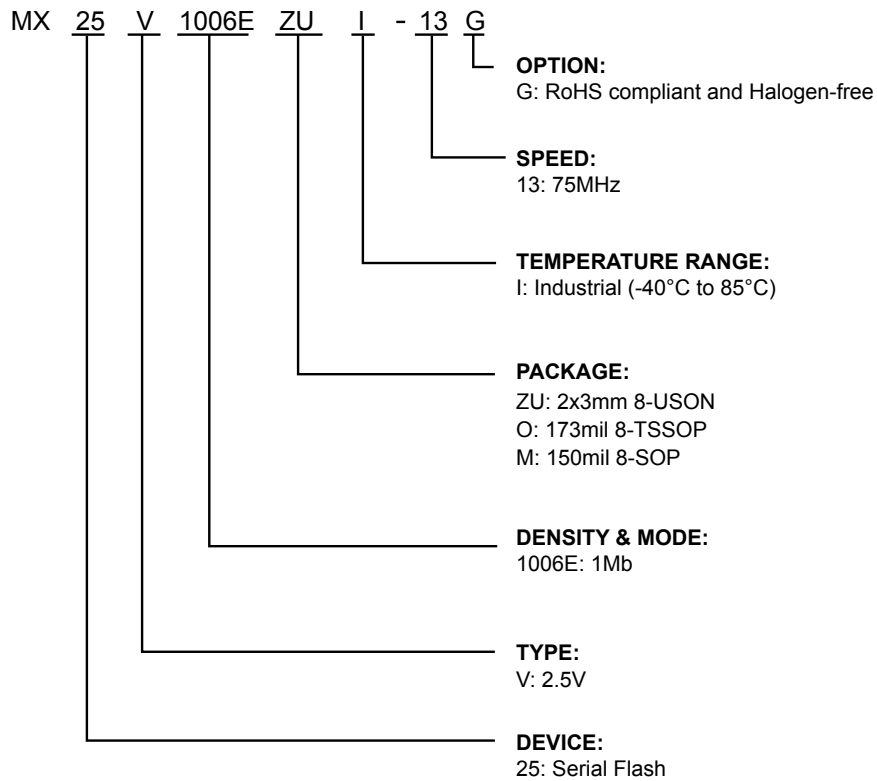 MX 25 V 1006E ZU I - 13 G
OPTION:
G: RoHS compliant and Halogen-free
SPEED:
13: 75MHz
TEMPERATURE RANGE:
I: Industrial (-40°C to 85°C)
PACKAGE:
ZU: 2x3mm 8-USON
O: 173mil 8-TSSOP
M: 150mil 8-SOP
DENSITY & MODE:
1006E: 1Mb
TYPE:
V: 2.5V
DEVICE:
25: Serial Flash